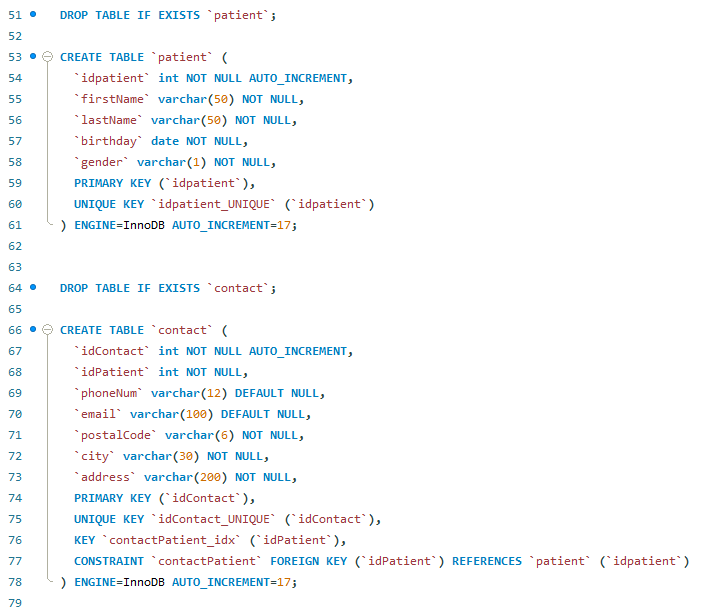 51 DROP TABLE IF EXISTS `patient`;
52
53 CREATE TABLE `patient` (
54 `idpatient` int NOT NULL AUTO_INCREMENT,
55 `firstName` varchar(50) NOT NULL,
56 `lastName` varchar(50) NOT NULL,
57 `birthday` date NOT NULL,
58 `gender` varchar(1) NOT NULL,
59 PRIMARY KEY (`idpatient`),
60 UNIQUE KEY `idpatient_UNIQUE` (`idpatient`)
61 ) ENGINE=InnoDB AUTO_INCREMENT=17;
62
63
64 DROP TABLE IF EXISTS `contact`;
65
66 CREATE TABLE `contact` (
67 `idContact` int NOT NULL AUTO_INCREMENT,
68 `idPatient` int NOT NULL,
69 `phoneNum` varchar(12) DEFAULT NULL,
70 `email` varchar(100) DEFAULT NULL,
71 `postalCode` varchar(6) NOT NULL,
72 `city` varchar(30) NOT NULL,
73 `address` varchar(200) NOT NULL,
74 PRIMARY KEY (`idContact`),
75 UNIQUE KEY `idContact_UNIQUE` (`idContact`),
76 KEY `contactPatient_idx` (`idPatient`),
77 CONSTRAINT `contactPatient` FOREIGN KEY (`idPatient`) REFERENCES `patient` (`idpatient`)
78 ) ENGINE=InnoDB AUTO_INCREMENT=17;
79